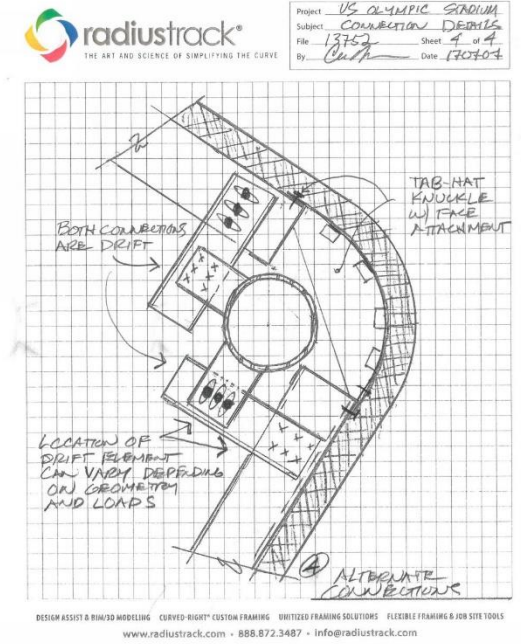 radiustrack®
THE ART AND SCIENCE OF SIMPLIFYING THE CURVE
Project US OLYMPIC STADIUM
Subject CONNECTION DETAILS
File 13752 Sheet 4 of 4
By Date 170707
TAB-HAT
KNUCKLE
W/ FACE
ATTACHMENT
BOTH CONNECTIONS
ARE DRIFT
LOCATION OF
DRIFT ELEMENT
CAN VARY DEPENDING
ON GEOMETRY
AND LOADS
4 ALTERNATE
CONNECTIONS
DESIGN ASSIST & BIM/3D MODELING CURVED-RIGHT® CUSTOM FRAMING UNITIZED FRAMING SOLUTIONS FLEXIBLE FRAMING & JOB SITE TOOLS
www.radiustrack.com • 888.872.3487 • info@radiustrack.com